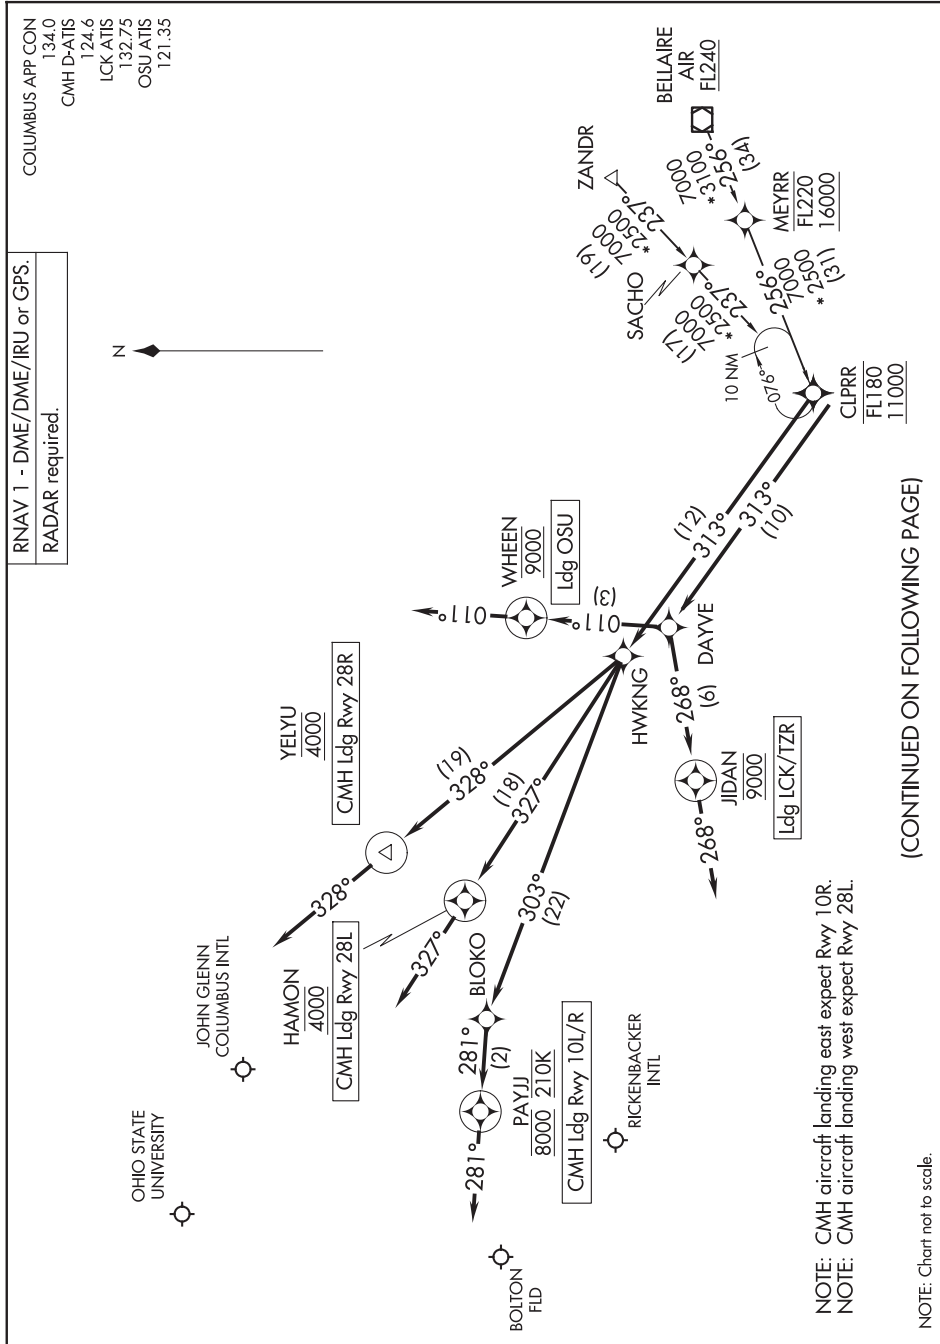 COLUMBUS APP CON
134.0
CMH D-ATIS
124.6
LCK ATIS
132.75
OSU ATIS
121.35
RNAV 1 - DME/DME/IRU or GPS.
RADAR required.
N
BELLAIRE
AIR
FL240
ZANDR
7000
*3100
256°
(34)
(19)
7000
*2500
237°
MEYRR
FL220
16000
SACHO
(17)
7000
*2500
237°
256°
7000
*2500
(31)
10 NM
076°
CLPRR
FL180
11000
(12)
313°
313°
(10)
WHEEN
9000
Ldg OSU
011°
011°
(3)
DAYVE
HWKNG
268°
(6)
JIDAN
9000
Ldg LCK/TZR
268°
YELYU
4000
CMH Ldg Rwy 28R
(19)
328°
328°
(18)
327°
327°
HAMON
4000
CMH Ldg Rwy 28L
303°
(22)
BLOKO
281°
(2)
PAYJJ
8000 210K
CMH Ldg Rwy 10L/R
281°
JOHN GLENN
COLUMBUS INTL
OHIO STATE
UNIVERSITY
RICKENBACKER
INTL
BOLTON
FLD
(CONTINUED ON FOLLOWING PAGE)
NOTE: CMH aircraft landing east expect Rwy 10R.
NOTE: CMH aircraft landing west expect Rwy 28L.
NOTE: Chart not to scale.